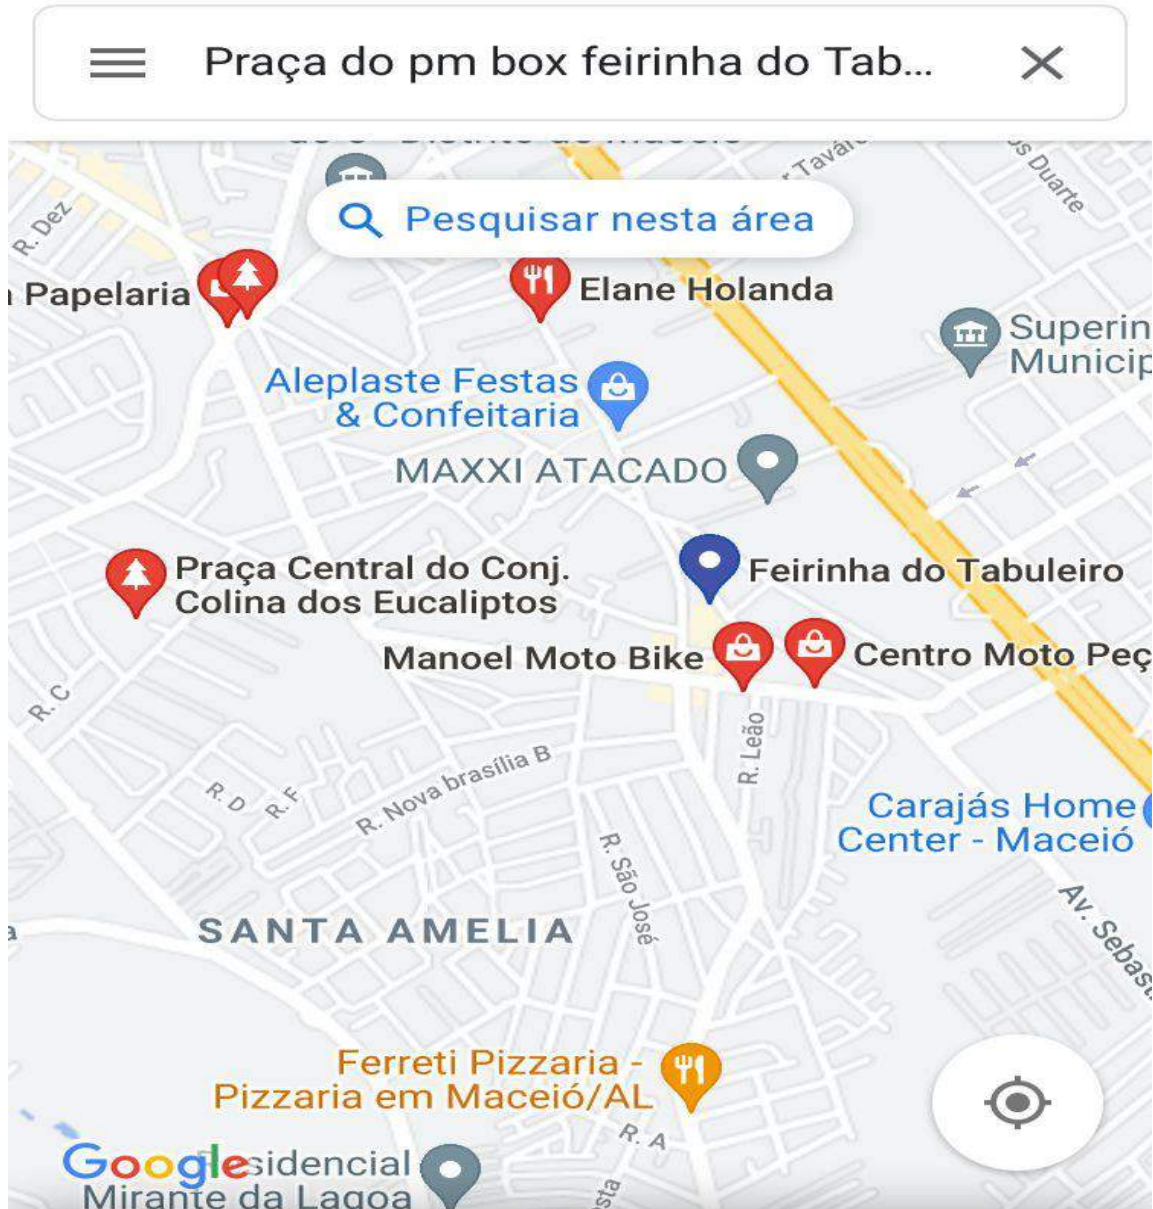 Praça do pm box feirinha do Tab...
R. Dez
Pesquisar nesta área
os Duarte
Papelaria
Elane Holanda
Superin
Municip
Aleplaste Festas
& Confeitaria
MAXXI ATACADO
Praça Central do Conj.
Colina dos Eucaliptos
Feirinha do Tabuleiro
Manoel Moto Bike
Centro Moto Peç
R. C
R. Leão
R. D
R. F
R. Nova brasília B
Carajás Home
Center - Maceió
R. São José
Av. Sebast
SANTA AMELIA
Ferreti Pizzaria -
Pizzaria em Maceió/AL
R. A
Google
sidencial
Mirante da Lagoa